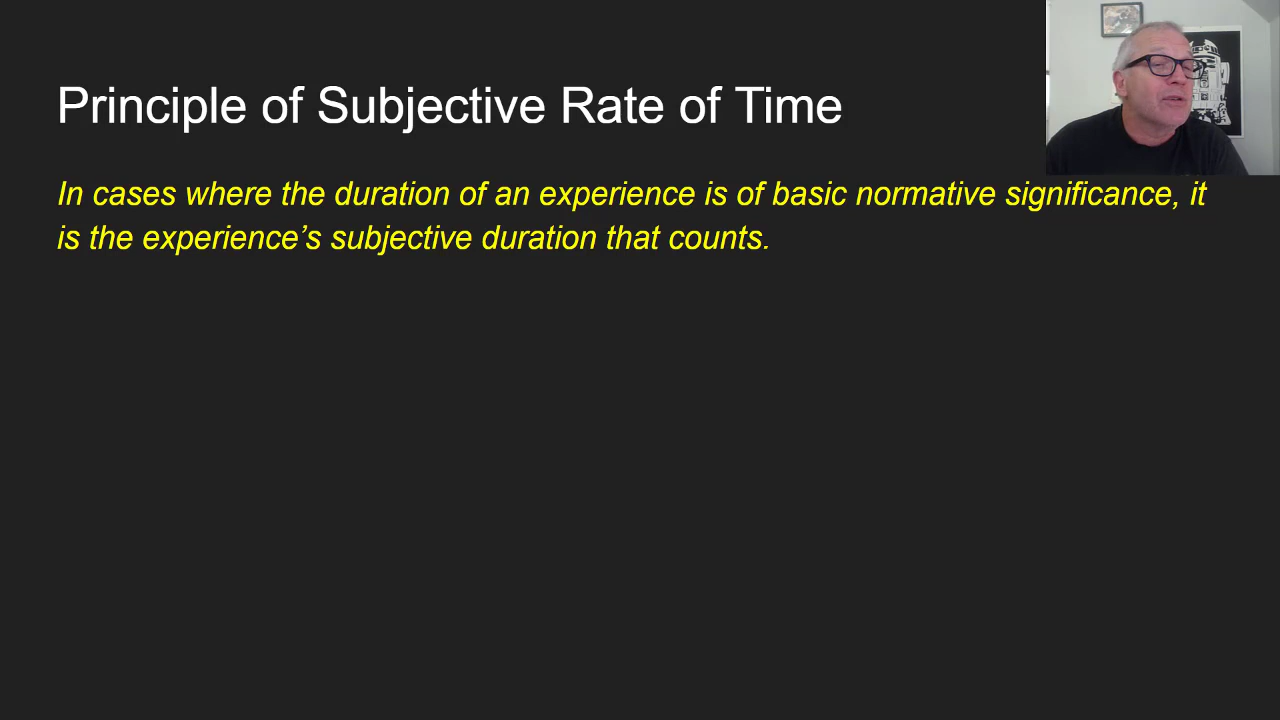 Principle of Subjective Rate of Time
In cases where the duration of an experience is of basic normative significance, it
is the experience’s subjective duration that counts.